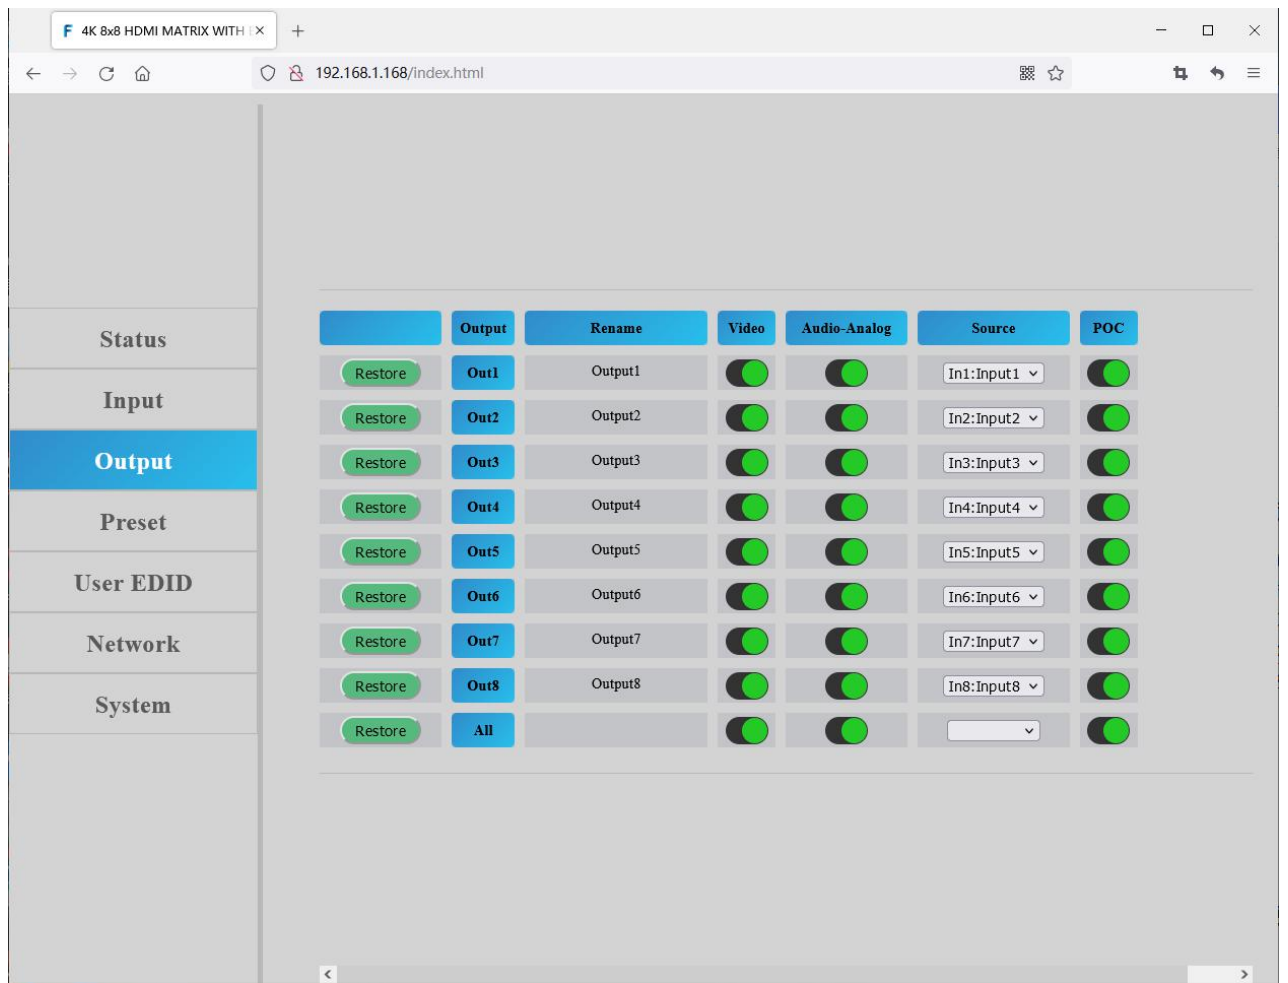 F 4K 8x8 HDMI MATRIX WITH
192.168.1.168/index.html
Status
Input
Output
Preset
User EDID
Network
System
Output Rename Video Audio-Analog Source POC
Restore Out1 Output1 In1:Input1
Restore Out2 Output2 In2:Input2
Restore Out3 Output3 In3:Input3
Restore Out4 Output4 In4:Input4
Restore Out5 Output5 In5:Input5
Restore Out6 Output6 In6:Input6
Restore Out7 Output7 In7:Input7
Restore Out8 Output8 In8:Input8
Restore All